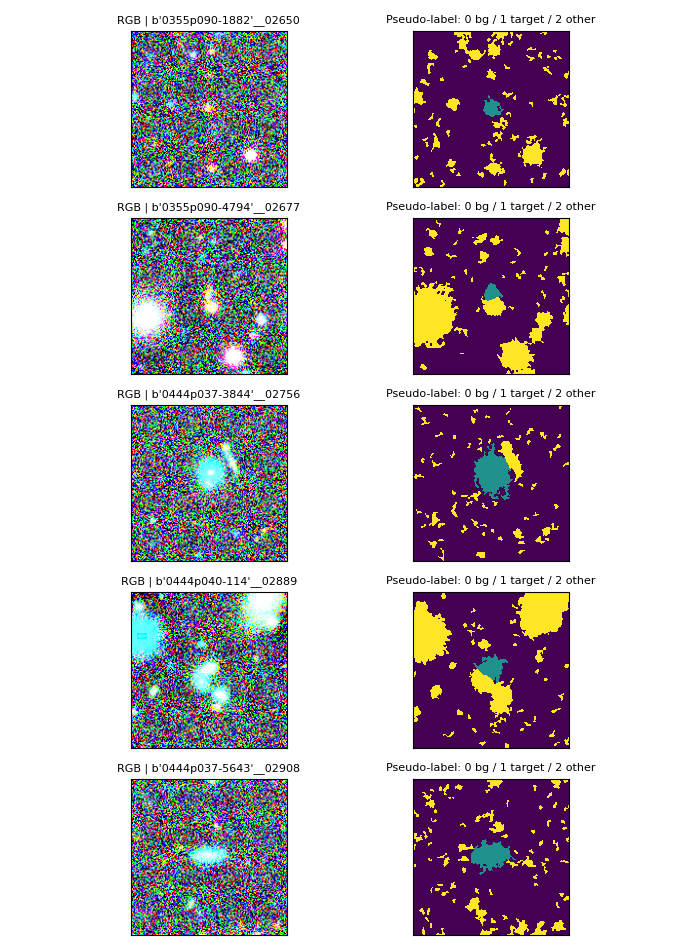 RGB | b'0355p090-1882'__02650
Pseudo-label: 0 bg / 1 target / 2 other
RGB | b'0355p090-4794'__02677
Pseudo-label: 0 bg / 1 target / 2 other
RGB | b'0444p037-3844'__02756
Pseudo-label: 0 bg / 1 target / 2 other
RGB | b'0444p040-114'__02889
Pseudo-label: 0 bg / 1 target / 2 other
RGB | b'0444p037-5643'__02908
Pseudo-label: 0 bg / 1 target / 2 other